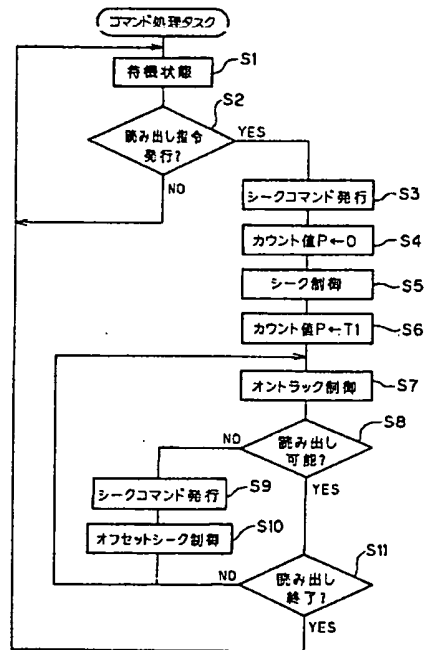 コマンド処理タスク
S1
待機状態
S2
読み出し指令
発行?
YES
NO
S3
シークコマンド発行
S4
カウント値P←0
S5
シーク制御
S6
カウント値P←T1
S7
オントラック制御
S8
読み出し
可能?
NO
YES
S9
シークコマンド発行
S10
オフセットシーク制御
S11
読み出し
終了?
NO
YES